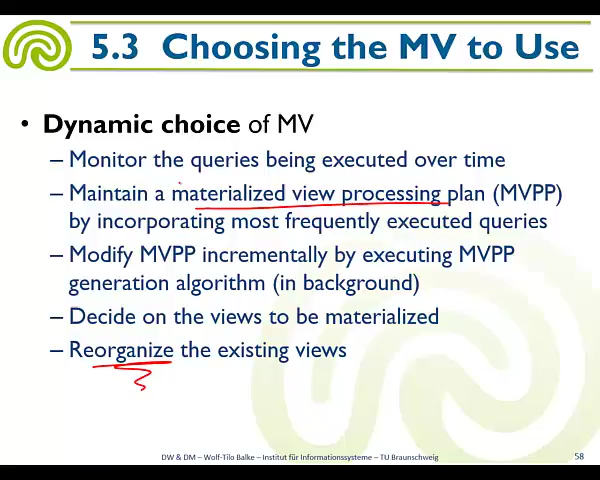 5.3 Choosing the MV to Use
• Dynamic choice of MV
– Monitor the queries being executed over time
– Maintain a materialized view processing plan (MVPP)
by incorporating most frequently executed queries
– Modify MVPP incrementally by executing MVPP
generation algorithm (in background)
– Decide on the views to be materialized
– Reorganize the existing views
DW & DM – Wolf-Tilo Balke – Institut für Informationssysteme – TU Braunschweig
58